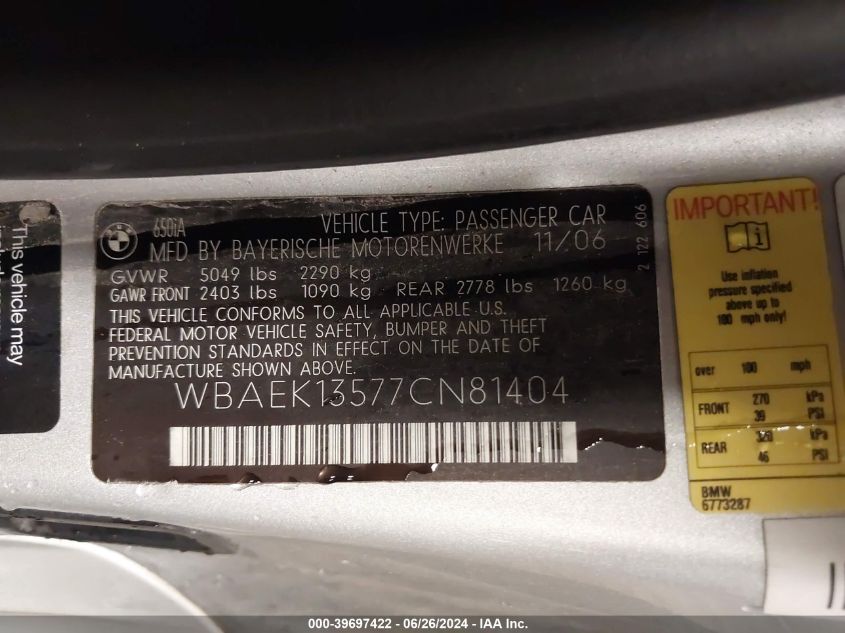 This vehicle may
BMW
650iA
VEHICLE TYPE: PASSENGER CAR
MFD BY BAYERISCHE MOTORENWERKE 11/06
GVWR 5049 lbs 2290 kg
GAWR FRONT 2403 lbs 1090 kg REAR 2778 lbs 1260 kg
THIS VEHICLE CONFORMS TO ALL APPLICABLE U.S.
FEDERAL MOTOR VEHICLE SAFETY, BUMPER AND THEFT
PREVENTION STANDARDS IN EFFECT ON THE DATE OF
MANUFACTURE SHOWN ABOVE.
WBAEK13577CN81404
2 122 606
IMPORTANT!
Use inflation
pressure specified
above up to
100 mph only!
over 100 mph
FRONT 270 kPa
39 PSI
REAR 320 kPa
46 PSI
BMW
6773287
000-39697422 / 06/26/2024 - IAA Inc.